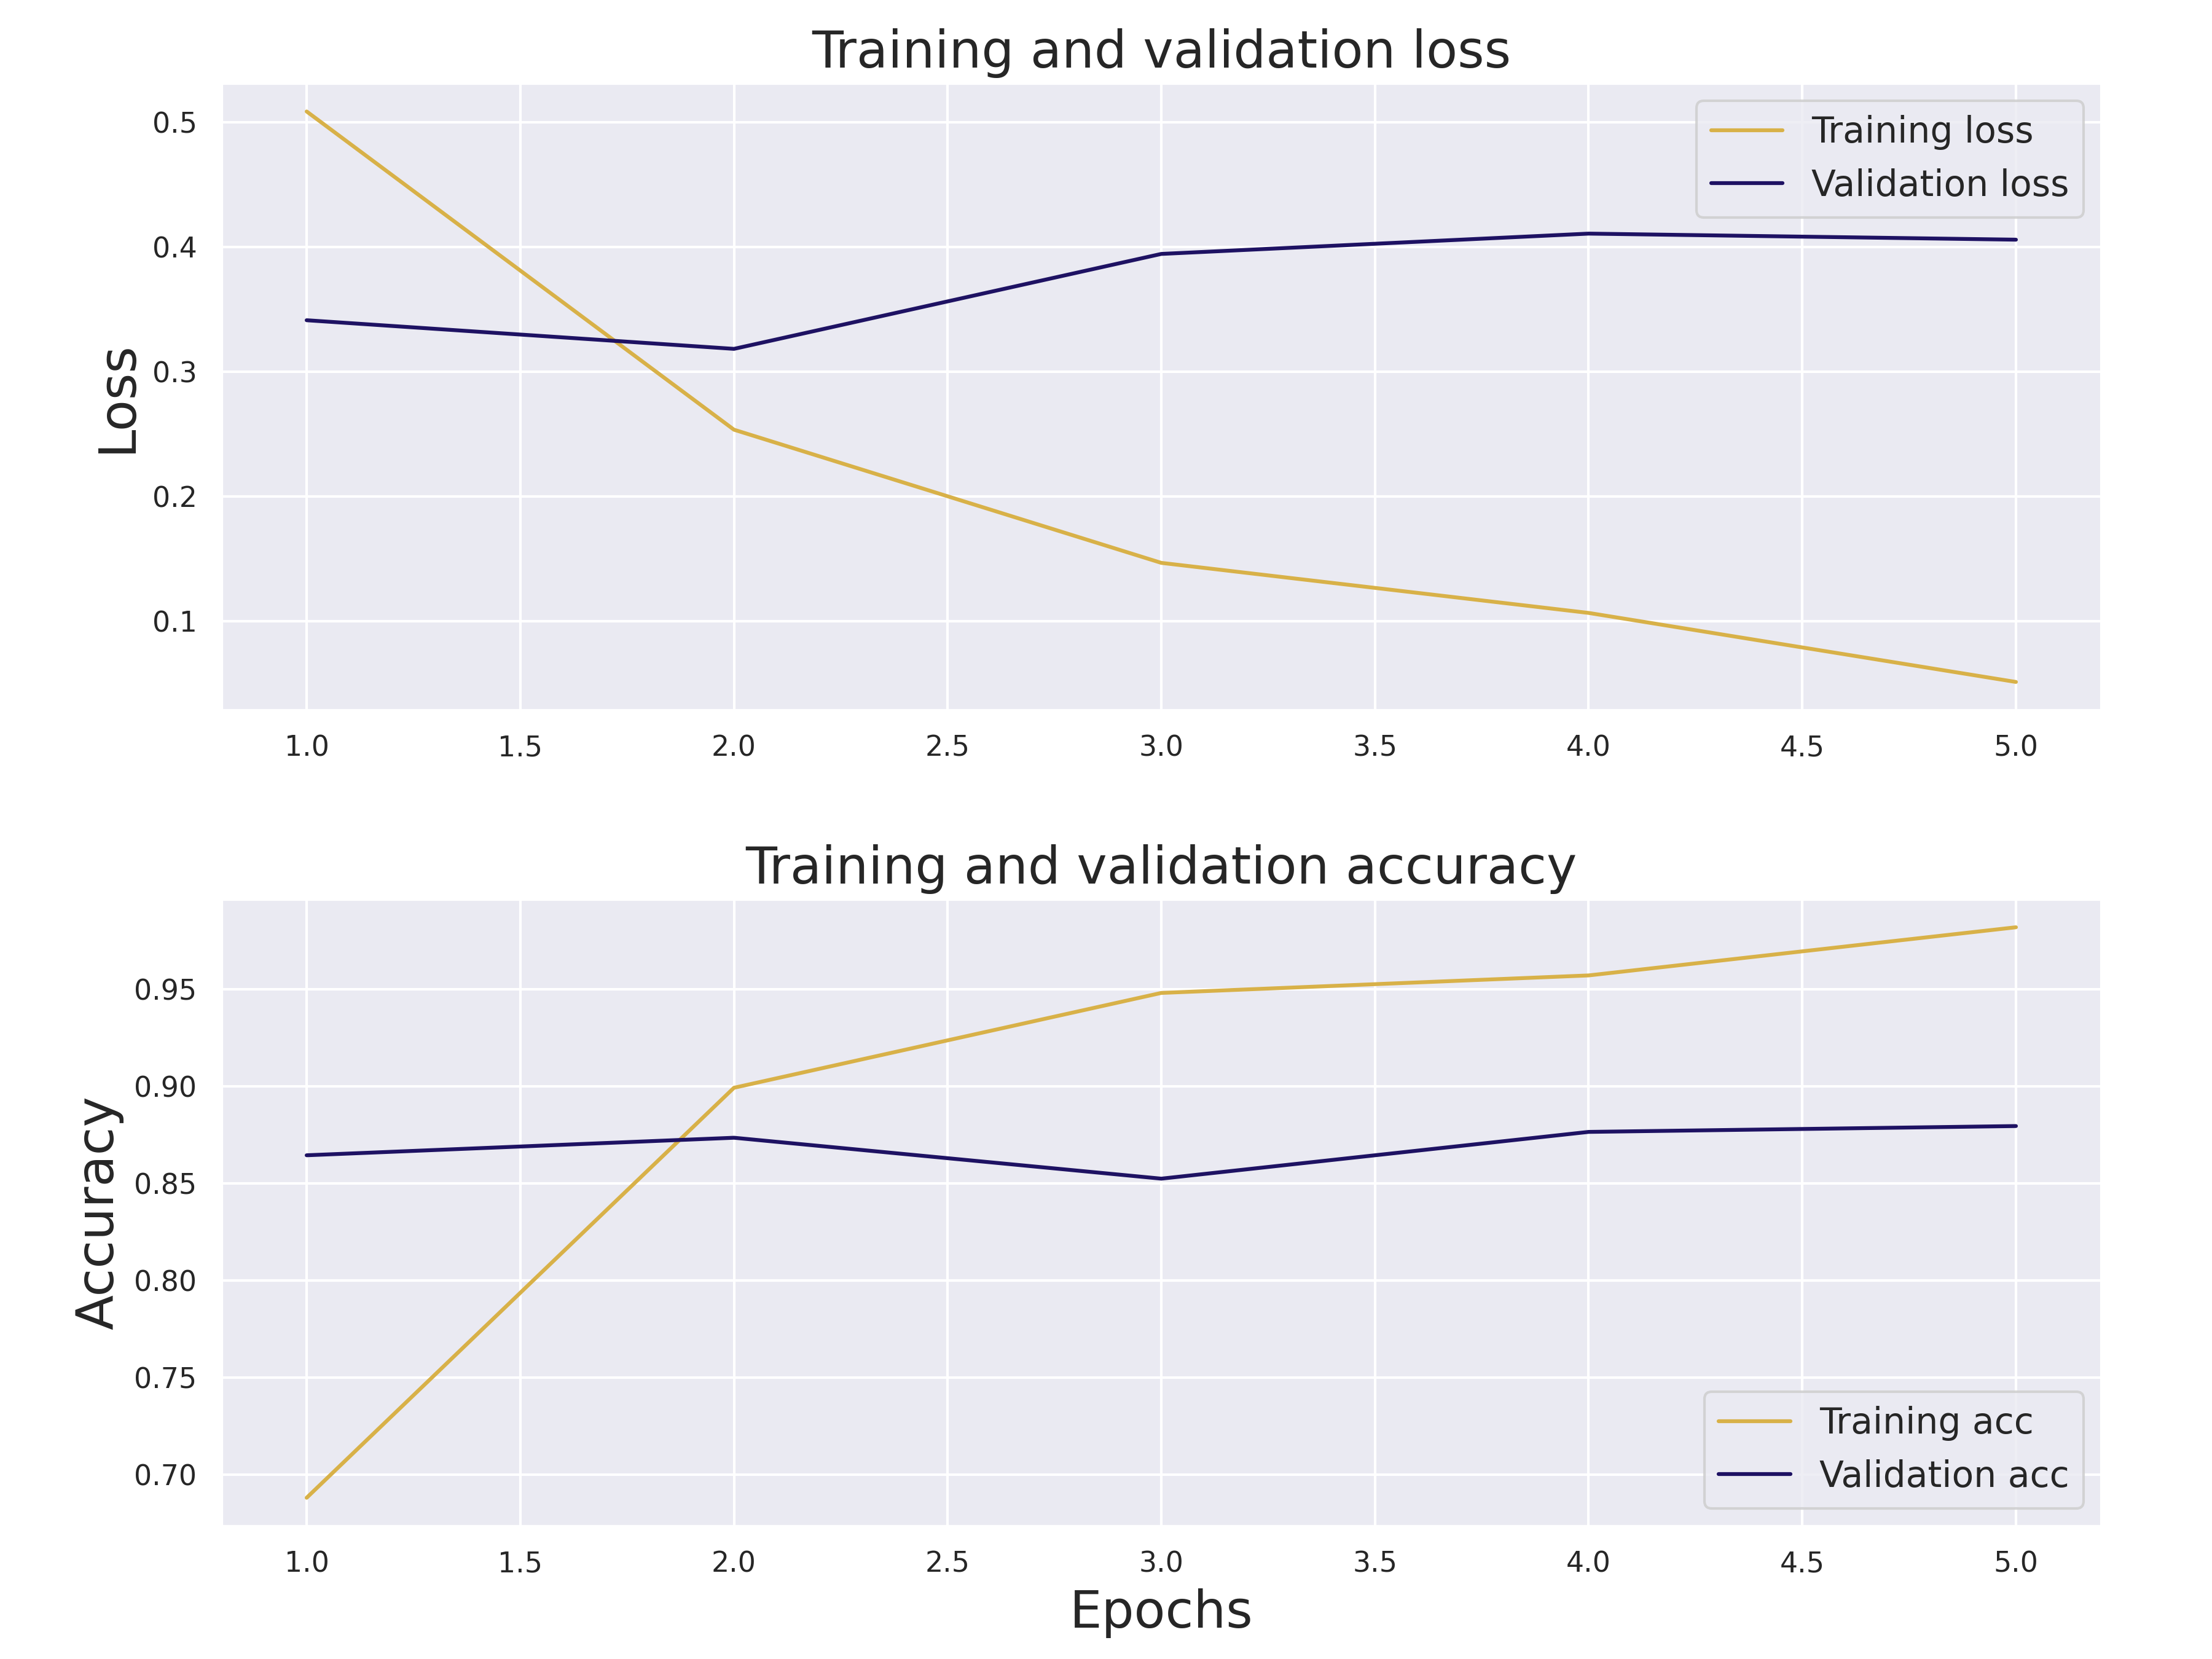 Training and validation loss
Loss
0.5
0.4
0.3
0.2
0.1
Training loss
Validation loss
1.0 1.5 2.0 2.5 3.0 3.5 4.0 4.5 5.0
Training and validation accuracy
Accuracy
0.95
0.90
0.85
0.80
0.75
0.70
Training acc
Validation acc
1.0 1.5 2.0 2.5 3.0 3.5 4.0 4.5 5.0
Epochs